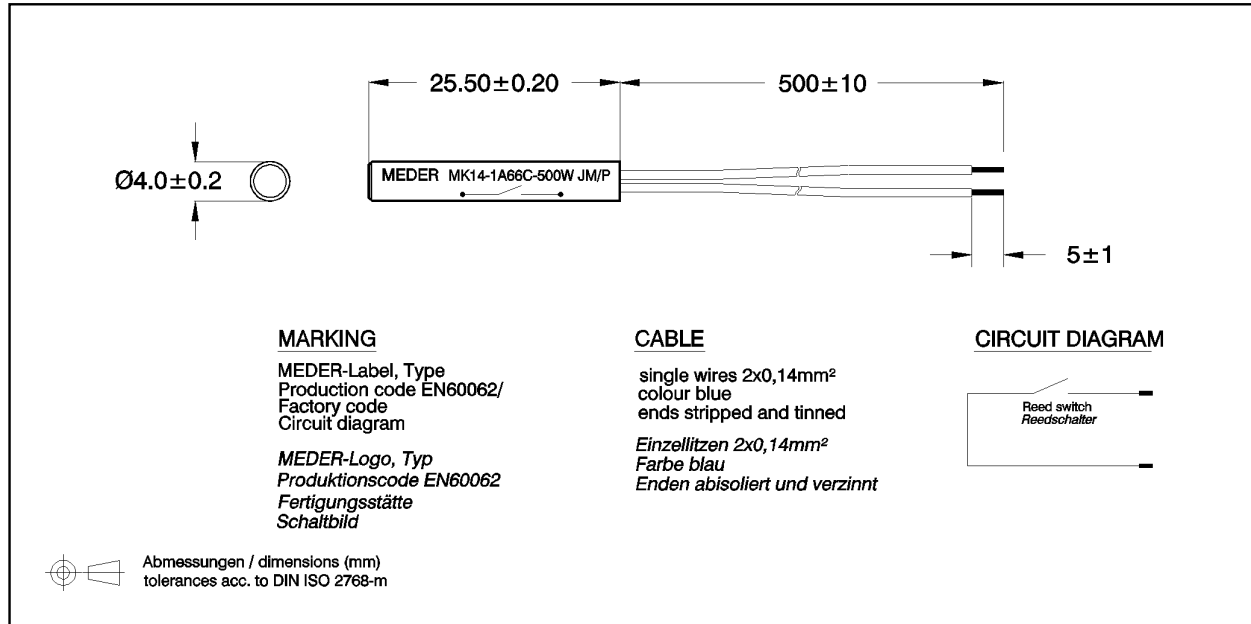 25.50±0.20
500±10
Ø4.0±0.2
MEDER MK14-1A66C-500W JM/P
5±1
MARKING
MEDER-Label, Type
Production code EN60062/
Factory code
Circuit diagram
MEDER-Logo, Typ
Produktionscode EN60062
Fertigungsstätte
Schaltbild
CABLE
single wires 2x0,14mm²
colour blue
ends stripped and tinned
Einzellitzen 2x0,14mm²
Farbe blau
Enden abisoliert und verzinnt
CIRCUIT DIAGRAM
Reed switch
Reedschalter
Abmessungen / dimensions (mm)
tolerances acc. to DIN ISO 2768-m